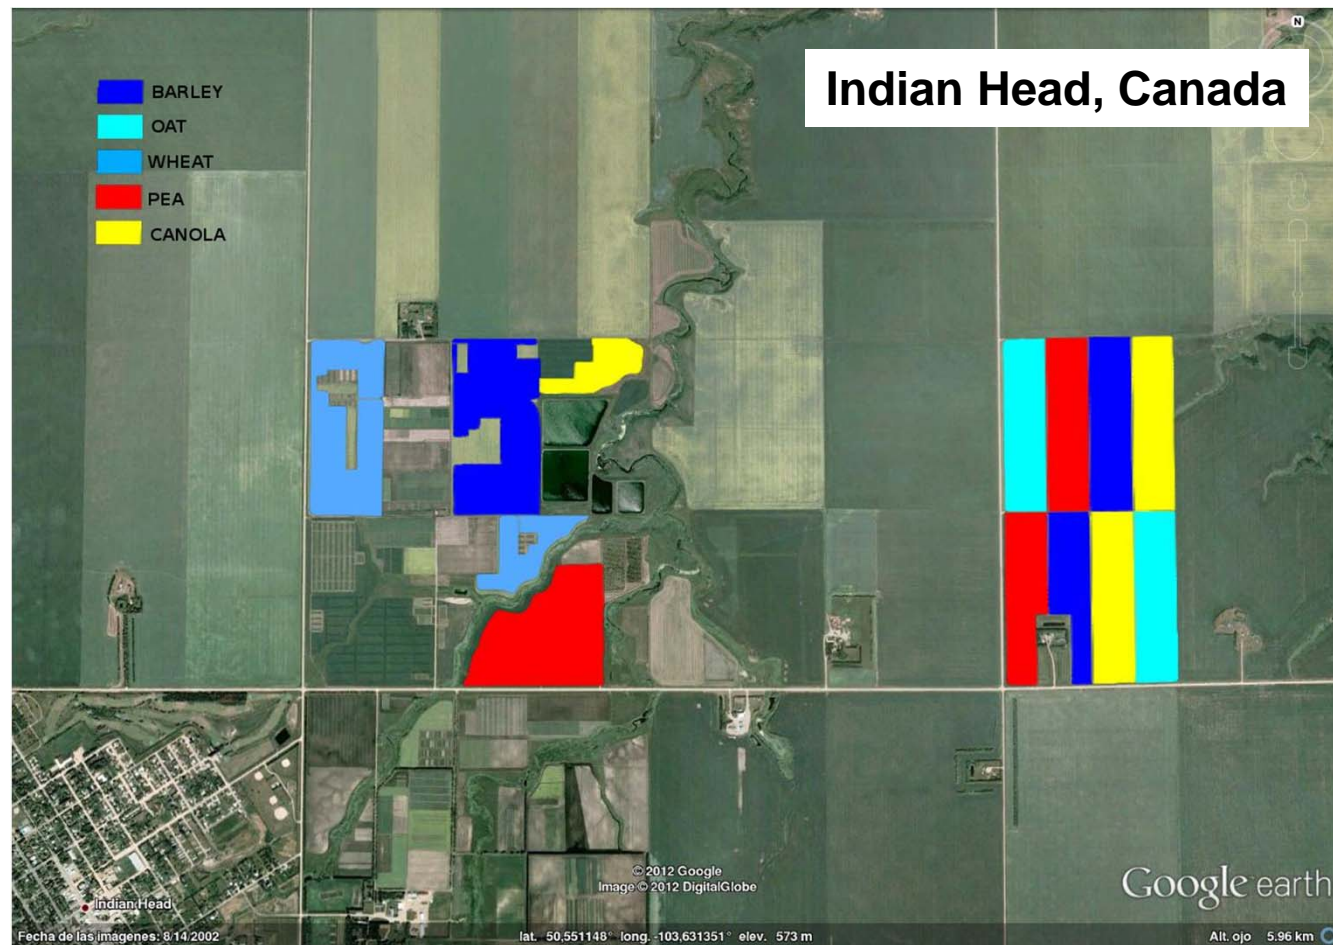 N
Indian Head, Canada
BARLEY
OAT
WHEAT
PEA
CANOLA
© 2012 Google
Image © 2012 DigitalGlobe
Google earth
Indian Head
Fecha de las imágenes: 8/14/2002 lat. 50,551148° long. -103,631351° elev. 573 m Alt. ojo 5.96 km